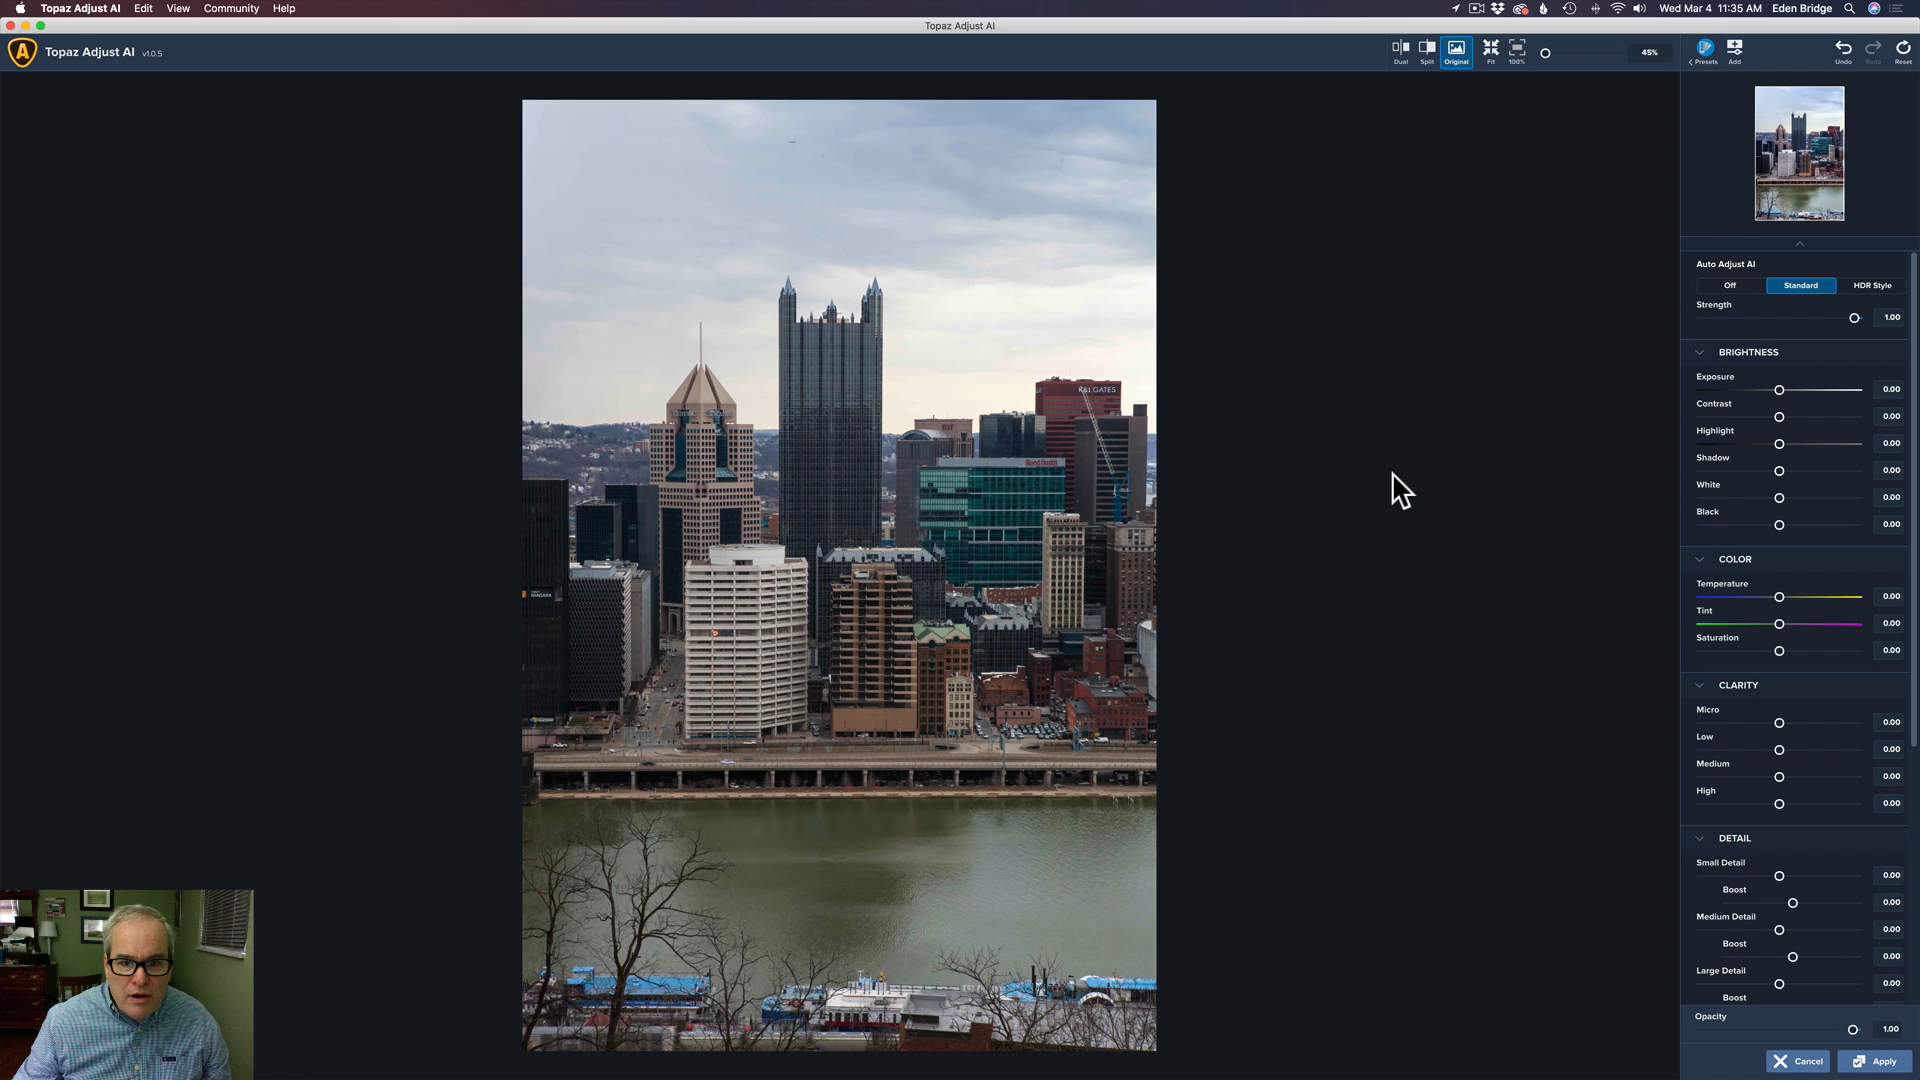 Topaz Adjust AI Edit View Community Help Wed Mar 4 11:35 AM Eden Bridge
Topaz Adjust AI
A Topaz Adjust AI v1.0.5 Dual Split Original Fit 100% 45% Presets Add Undo Redo Reset
Auto Adjust AI
Off Standard HDR Style
Strength
1.00
BRIGHTNESS
Exposure
0.00
Contrast
0.00
Highlight
0.00
Shadow
0.00
White
0.00
Black
0.00
COLOR
Temperature
0.00
Tint
0.00
Saturation
0.00
CLARITY
Micro
0.00
Low
0.00
Medium
0.00
High
0.00
DETAIL
Small Detail
0.00
Boost
0.00
Medium Detail
0.00
Boost
0.00
Large Detail
0.00
Boost
Opacity
1.00
Cancel Apply
K&L GATES
ReedSmith
NIAGARA